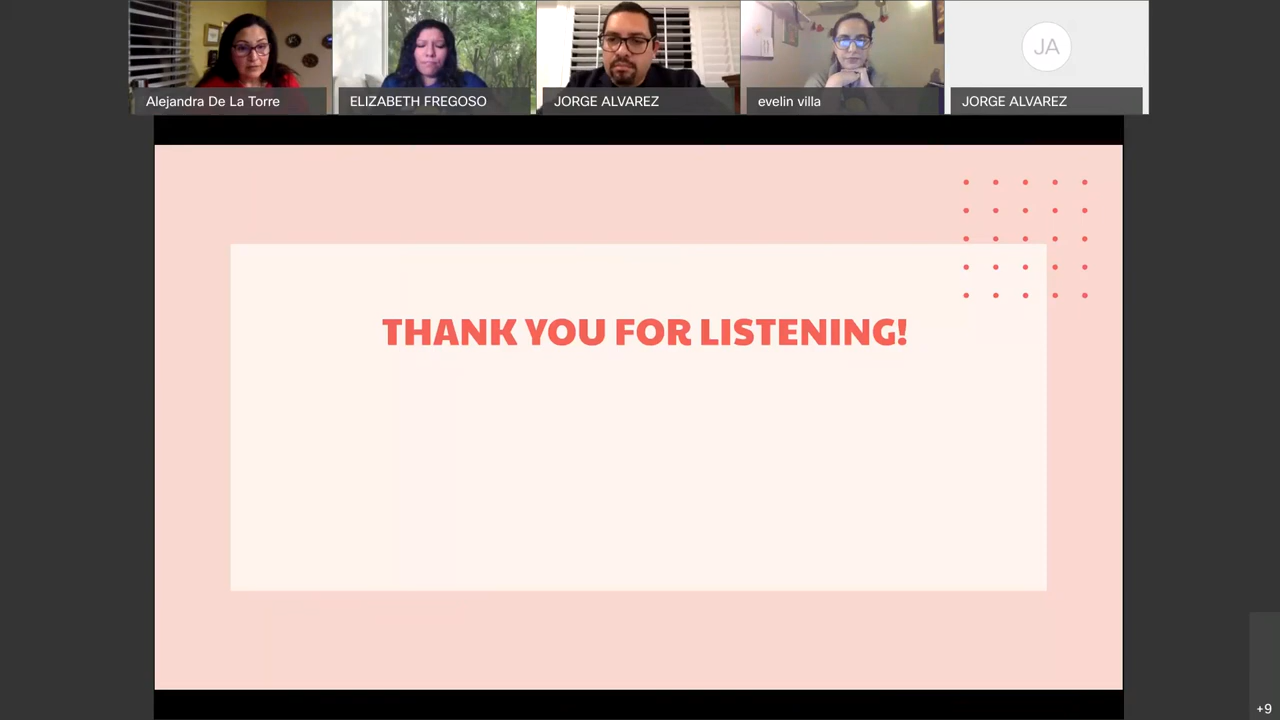 Alejandra De La Torre
ELIZABETH FREGOSO
JORGE ALVAREZ
evelin villa
JA
JORGE ALVAREZ
THANK YOU FOR LISTENING!
+9